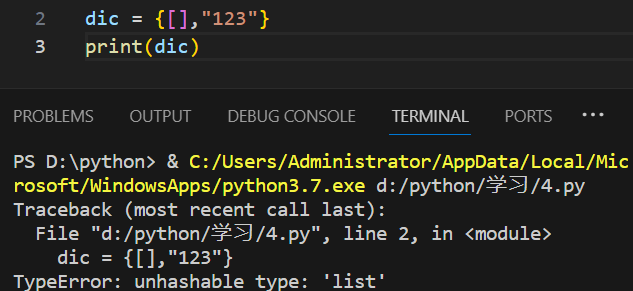 2 dic = {[],"123"}
3 print(dic)
PROBLEMS OUTPUT DEBUG CONSOLE TERMINAL PORTS ···
PS D:\python> & C:/Users/Administrator/AppData/Local/Mic
rosoft/WindowsApps/python3.7.exe d:/python/学习/4.py
Traceback (most recent call last):
  File "d:/python/学习/4.py", line 2, in <module>
    dic = {[],"123"}
TypeError: unhashable type: 'list'